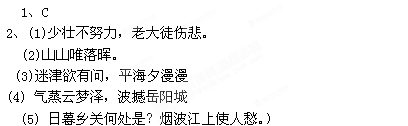 1、C
2、(1)少壮不努力，老大徒伤悲。
(2)山山唯落晖。
(3)迷津欲有问，平海夕漫漫
(4) 气蒸云梦泽，波撼岳阳城
(5) 日暮乡关何处是？烟波江上使人愁。）